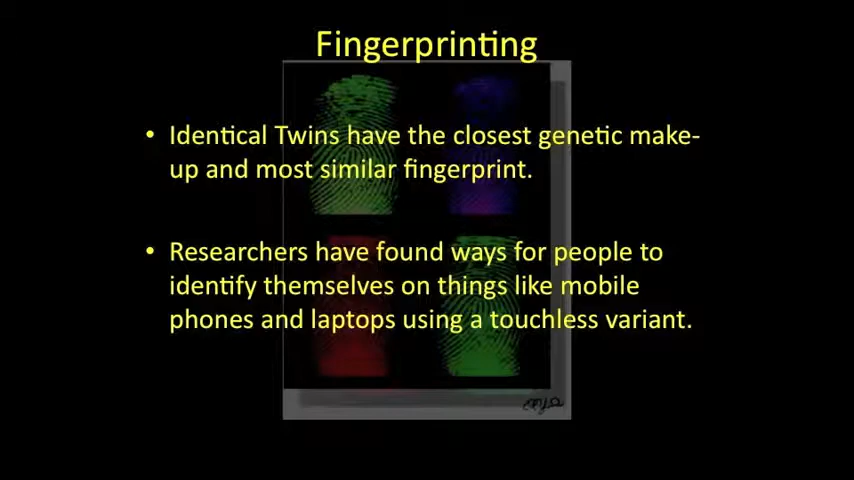 Fingerprinting
• Identical Twins have the closest genetic make-
up and most similar fingerprint.
• Researchers have found ways for people to
identify themselves on things like mobile
phones and laptops using a touchless variant.